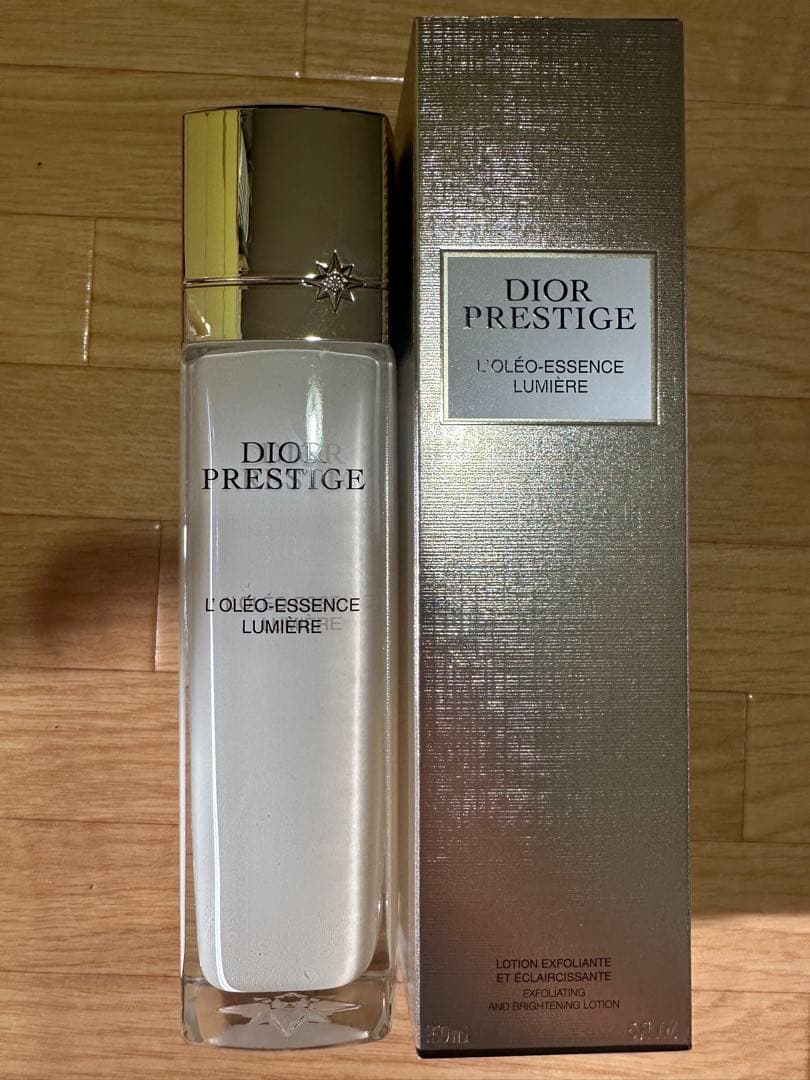 DIOR
PRESTIGE
L'OLÉO-ESSENCE
LUMIÈRE
DIOR
PRESTIGE
L'OLÉO-ESSENCE
LUMIÈRE
LOTION EXFOLIANTE
ET ÉCLAIRCISSANTE
EXFOLIATING
AND BRIGHTENING LOTION